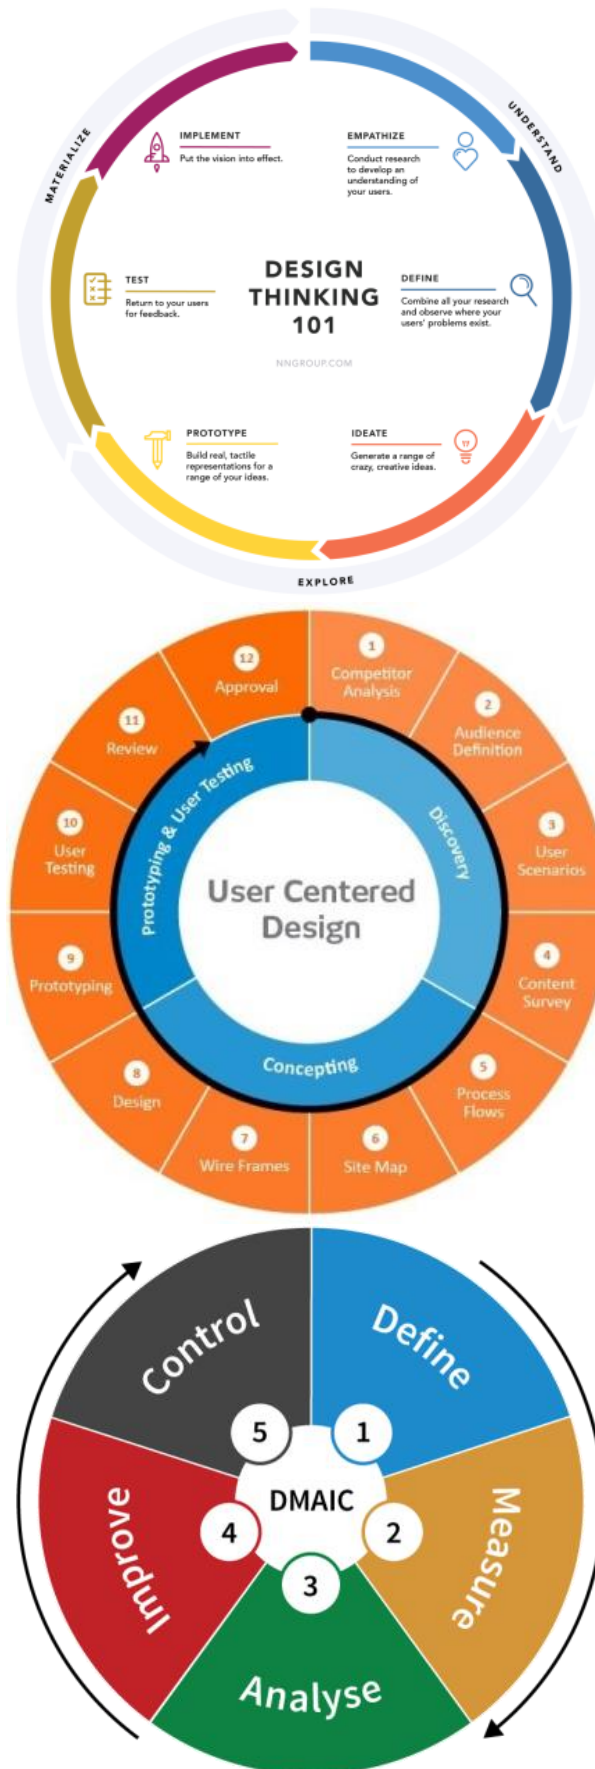 UNDERSTAND
MATERIALIZE
IMPLEMENT
Put the vision into effect.
EMPATHIZE
Conduct research
to develop an
understanding of
your users.
TEST
Return to your users
for feedback.
DESIGN
THINKING
101
NNGROUP.COM
DEFINE
Combine all your research
and observe where your
users' problems exist.
PROTOTYPE
Build real, tactile
representations for a
range of your ideas.
IDEATE
Generate a range of
crazy, creative ideas.
EXPLORE
1
Competitor
Analysis
2
Audience
Definition
3
User
Scenarios
4
Content
Survey
5
Process
Flows
6
Site Map
7
Wire Frames
8
Design
9
Prototyping
10
User
Testing
11
Review
12
Approval
Discovery
Concepting
Prototyping & User Testing
User Centered
Design
Define
1
Measure
2
Analyse
3
Improve
4
Control
5
DMAIC